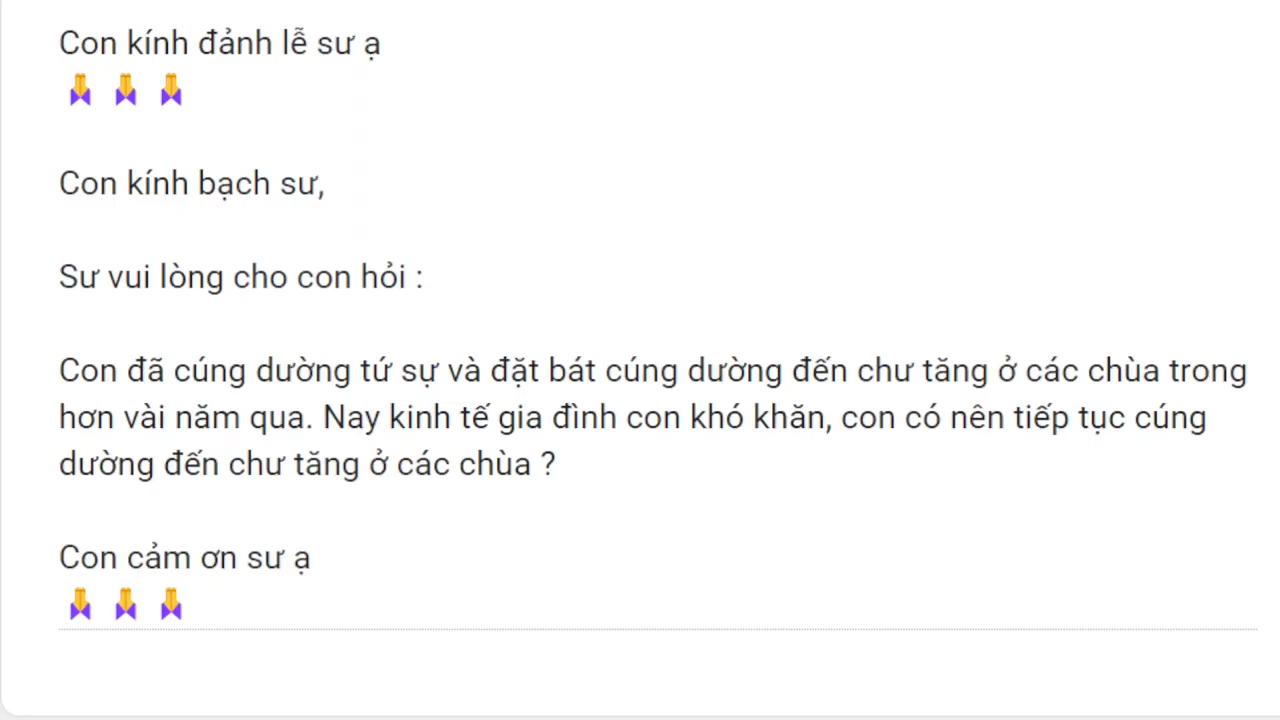 Con kính đảnh lễ sư ạ
🙏 🙏 🙏
Con kính bạch sư,
Sư vui lòng cho con hỏi :
Con đã cúng dường tứ sự và đặt bát cúng dường đến chư tăng ở các chùa trong
hơn vài năm qua. Nay kinh tế gia đình con khó khăn, con có nên tiếp tục cúng
dường đến chư tăng ở các chùa ?
Con cảm ơn sư ạ
🙏 🙏 🙏